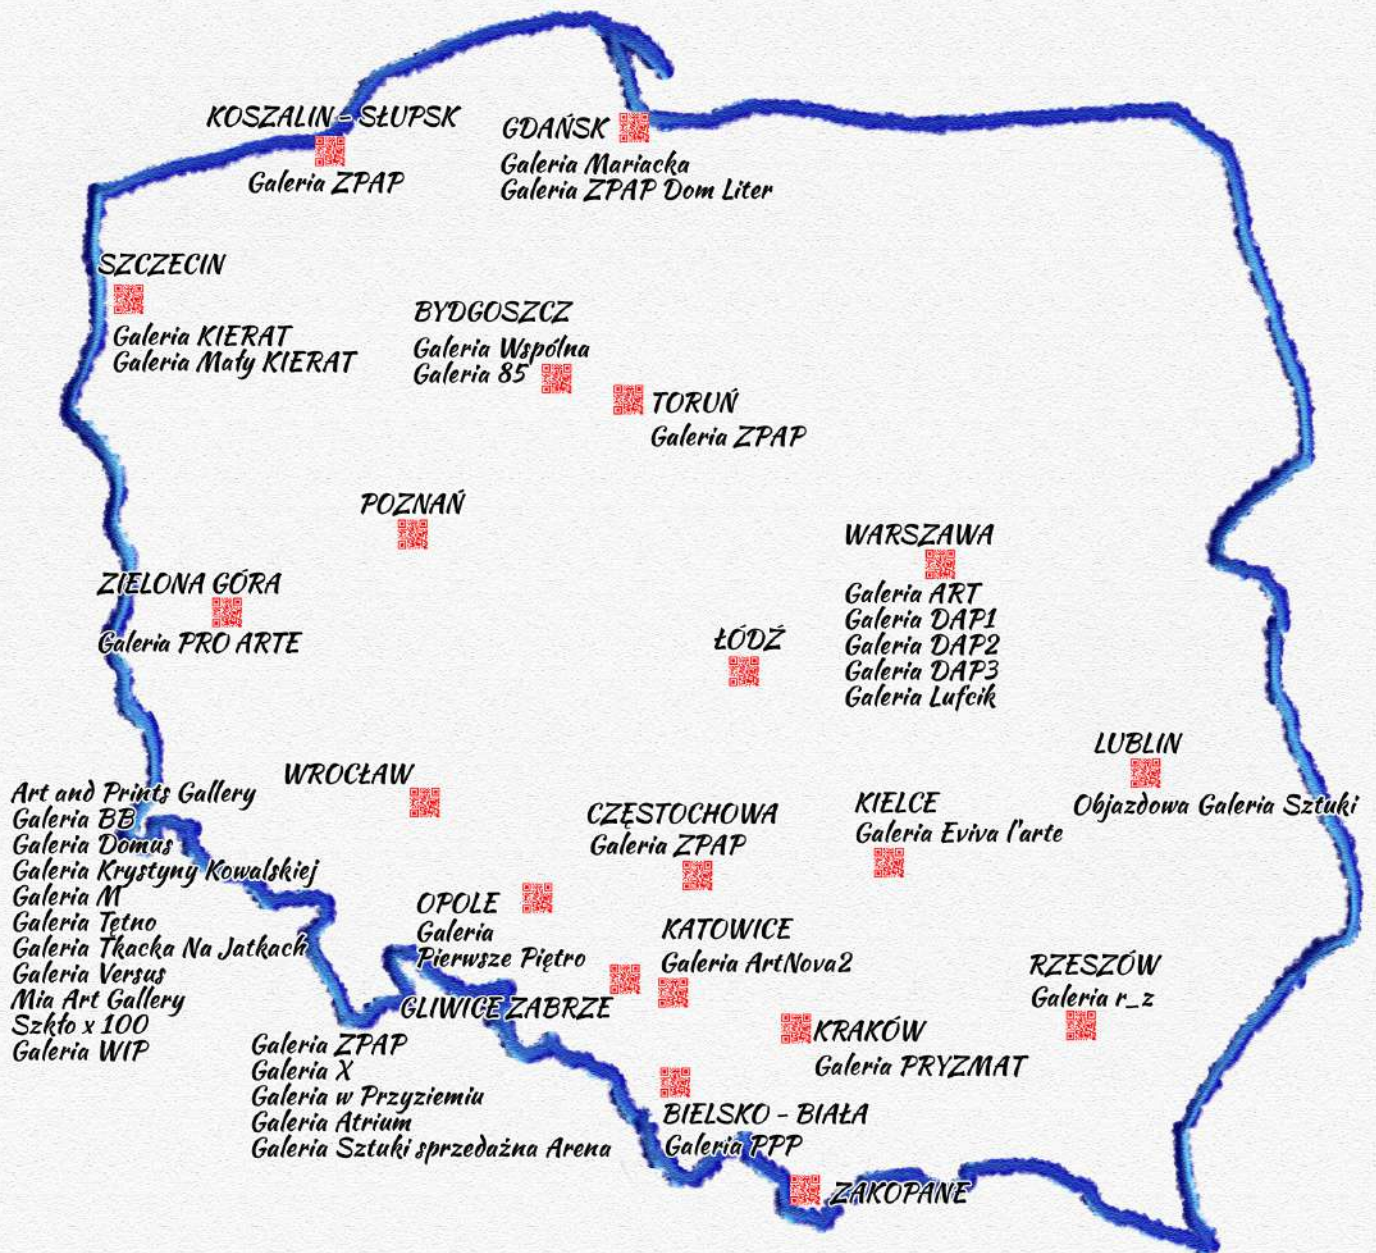 KOSZALIN - SŁUPSK
Galeria ZPAP
GDAŃSK
Galeria Mariacka
Galeria ZPAP Dom Liter
SZCZECIN
Galeria KIERAT
Galeria Mały KIERAT
BYDGOSZCZ
Galeria Wspólna
Galeria 85
TORUŃ
Galeria ZPAP
POZNAŃ
ZIELONA GÓRA
Galeria PRO ARTE
WARSZAWA
Galeria ART
Galeria DAP1
Galeria DAP2
Galeria DAP3
Galeria Lufcik
ŁÓDŹ
LUBLIN
Objazdowa Galeria Sztuki
WROCŁAW
Art and Prints Gallery
Galeria BB
Galeria Domus
Galeria Krystyny Kowalskiej
Galeria M
Galeria Tętno
Galeria Tkacka Na Jatkach
Galeria Versus
Mia Art Gallery
Szkło x 100
Galeria WIP
CZĘSTOCHOWA
Galeria ZPAP
KIELCE
Galeria Eviva l'arte
OPOLE
Galeria
Pierwsze Piętro
KATOWICE
Galeria ArtNova2
RZESZÓW
Galeria r_z
GLIWICE ZABRZE
Galeria ZPAP
Galeria X
Galeria w Przyziemiu
Galeria Atrium
Galeria Sztuki sprzedażna Arena
KRAKÓW
Galeria PRYZMAT
BIELSKO - BIAŁA
Galeria PPP
ZAKOPANE